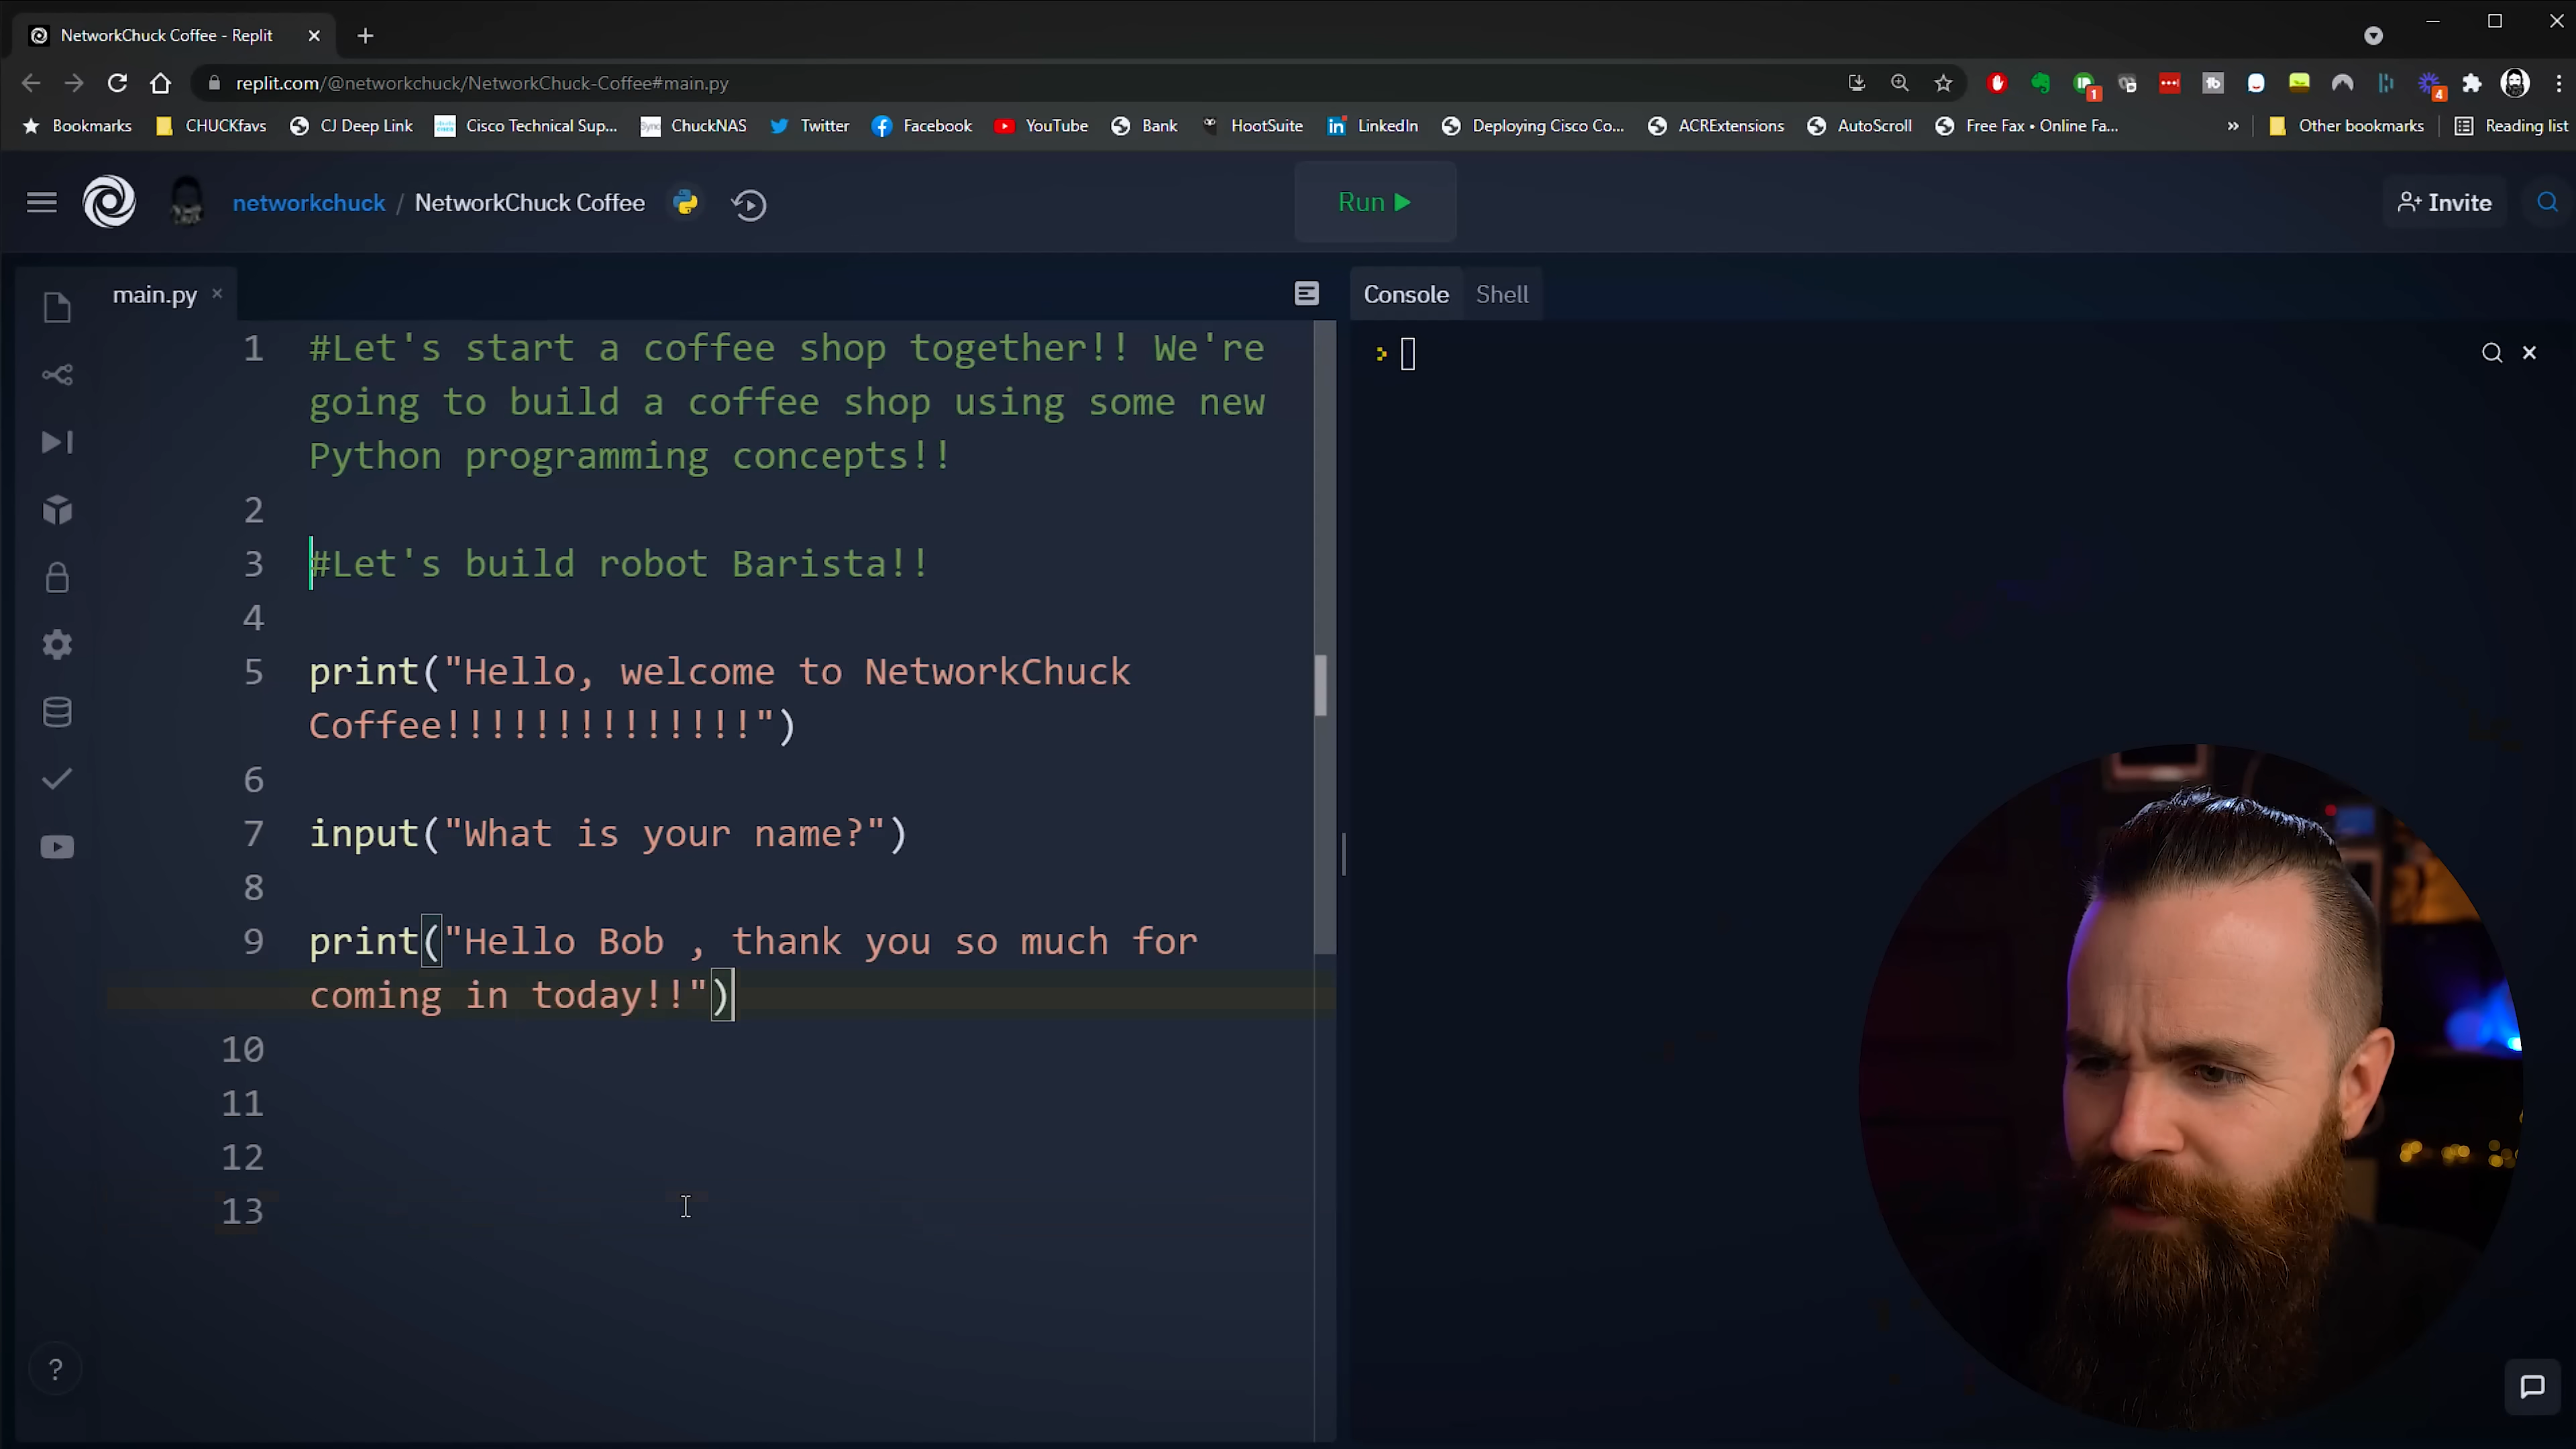 NetworkChuck Coffee - Replit
replit.com/@networkchuck/NetworkChuck-Coffee#main.py
1
4
Bookmarks CHUCKfavs CJ Deep Link Cisco Technical Sup... ChuckNAS Twitter Facebook YouTube Bank HootSuite LinkedIn Deploying Cisco Co... ACRExtensions AutoScroll Free Fax • Online Fa... » Other bookmarks Reading list
networkchuck / NetworkChuck Coffee Run Invite
main.py Console Shell
1 #Let's start a coffee shop together!! We're
going to build a coffee shop using some new
Python programming concepts!!
2
3 #Let's build robot Barista!!
4
5 print("Hello, welcome to NetworkChuck
Coffee!!!!!!!!!!!!!!")
6
7 input("What is your name?")
8
9 print("Hello Bob , thank you so much for
coming in today!!")
10
11
12
13